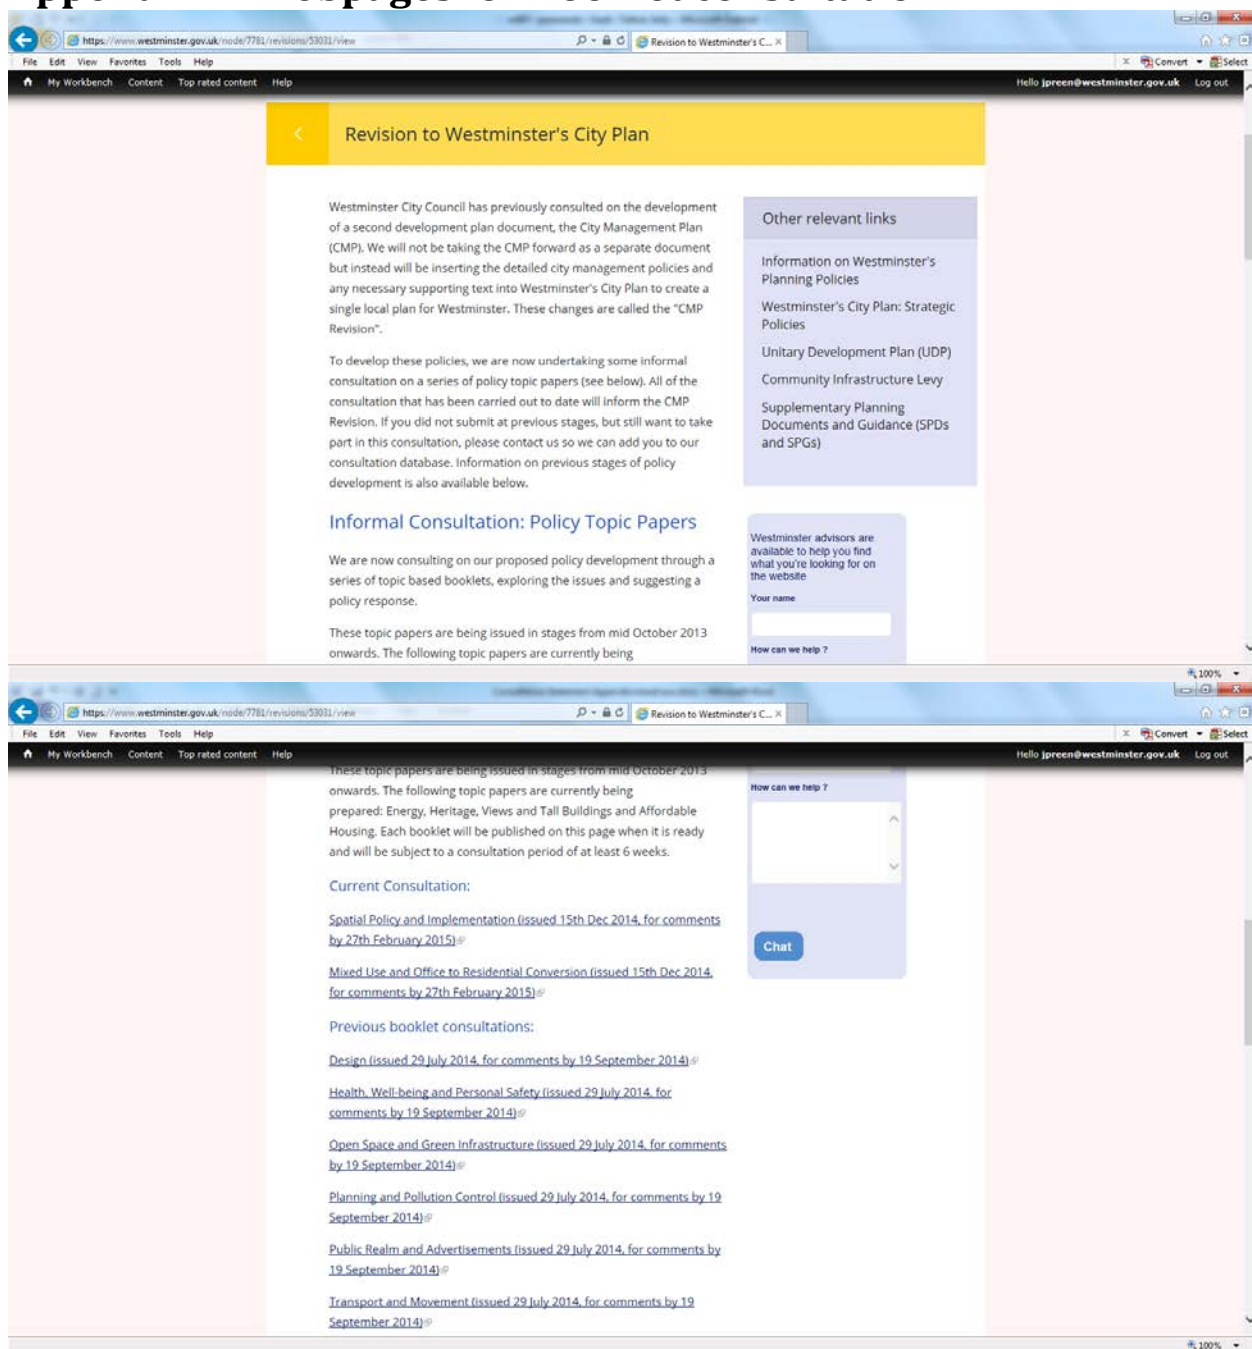 https://www.westminster.gov.uk/node/7781/revisions/53031/view
Revision to Westminster's C...
File Edit View Favorites Tools Help
Convert Select
My Workbench Content Top rated content Help
Hello jpreen@westminster.gov.uk Log out
Revision to Westminster's City Plan
Westminster City Council has previously consulted on the development
of a second development plan document, the City Management Plan
(CMP). We will not be taking the CMP forward as a separate document
but instead will be inserting the detailed city management policies and
any necessary supporting text into Westminster's City Plan to create a
single local plan for Westminster. These changes are called the "CMP
Revision".
To develop these policies, we are now undertaking some informal
consultation on a series of policy topic papers (see below). All of the
consultation that has been carried out to date will inform the CMP
Revision. If you did not submit at previous stages, but still want to take
part in this consultation, please contact us so we can add you to our
consultation database. Information on previous stages of policy
development is also available below.
Informal Consultation: Policy Topic Papers
We are now consulting on our proposed policy development through a
series of topic based booklets, exploring the issues and suggesting a
policy response.
These topic papers are being issued in stages from mid October 2013
onwards. The following topic papers are currently being
Other relevant links
Information on Westminster's
Planning Policies
Westminster's City Plan: Strategic
Policies
Unitary Development Plan (UDP)
Community Infrastructure Levy
Supplementary Planning
Documents and Guidance (SPDs
and SPGs)
Westminster advisors are
available to help you find
what you're looking for on
the website
Your name
How can we help ?
100%
https://www.westminster.gov.uk/node/7781/revisions/53031/view
Revision to Westminster's C...
File Edit View Favorites Tools Help
Convert Select
My Workbench Content Top rated content Help
Hello jpreen@westminster.gov.uk Log out
These topic papers are being issued in stages from mid October 2013
onwards. The following topic papers are currently being
prepared: Energy, Heritage, Views and Tall Buildings and Affordable
Housing. Each booklet will be published on this page when it is ready
and will be subject to a consultation period of at least 6 weeks.
Current Consultation:
Spatial Policy and Implementation (issued 15th Dec 2014, for comments
by 27th February 2015)
Mixed Use and Office to Residential Conversion (issued 15th Dec 2014,
for comments by 27th February 2015)
Previous booklet consultations:
Design (issued 29 July 2014, for comments by 19 September 2014)
Health, Well-being and Personal Safety (issued 29 July 2014, for
comments by 19 September 2014)
Open Space and Green Infrastructure (issued 29 July 2014, for comments
by 19 September 2014)
Planning and Pollution Control (issued 29 July 2014, for comments by 19
September 2014)
Public Realm and Advertisements (issued 29 July 2014, for comments by
19 September 2014)
Transport and Movement (issued 29 July 2014, for comments by 19
September 2014)
How can we help ?
Chat
100%